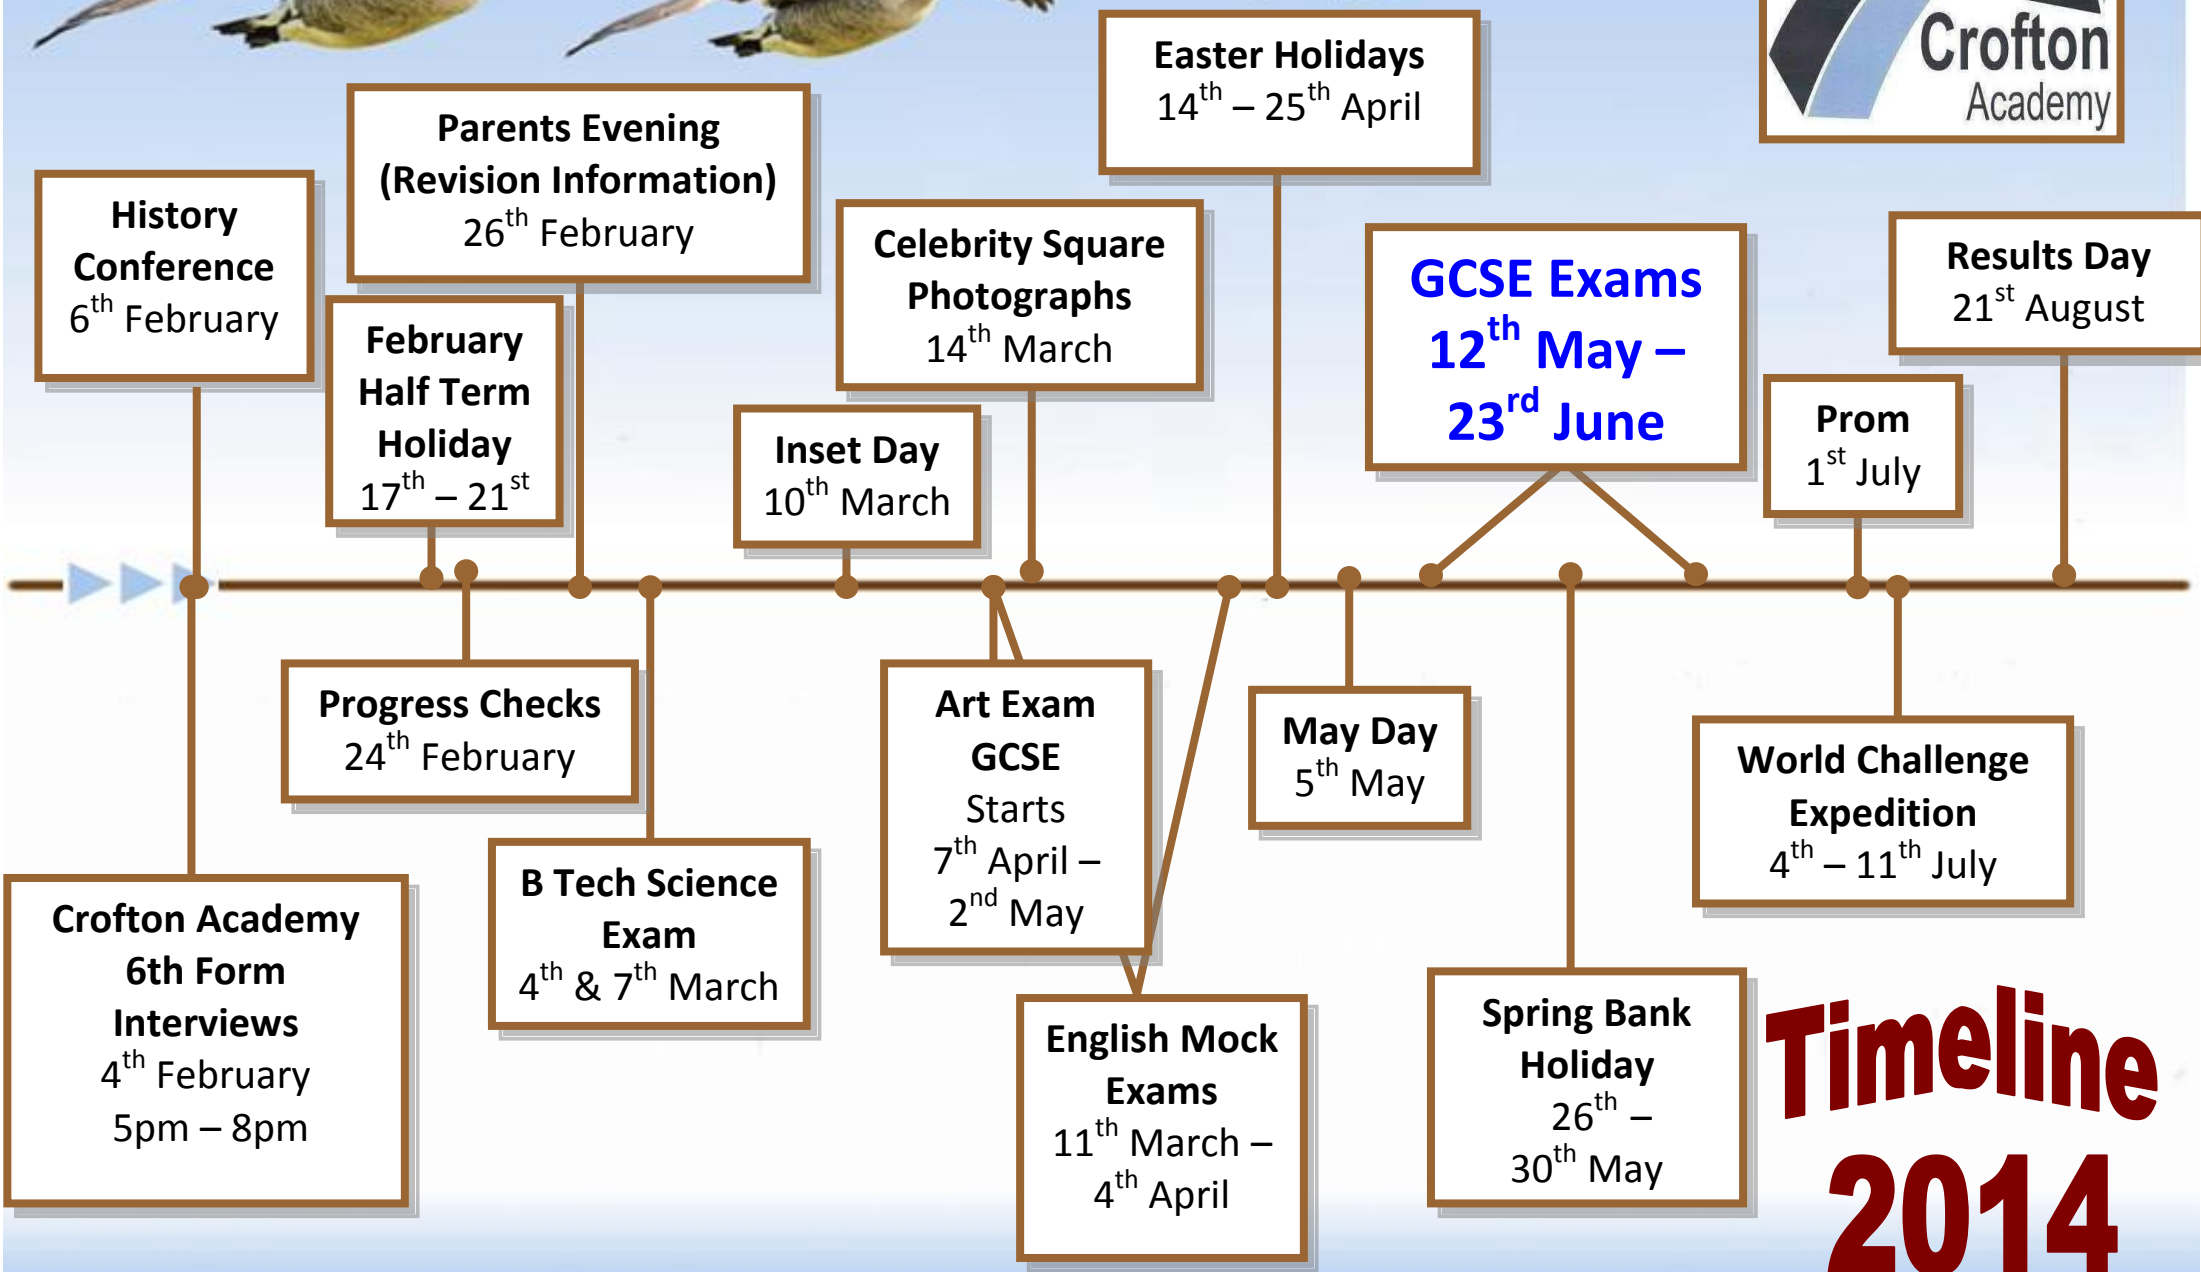 Easter Holidays
14th – 25th April
Crofton
Academy
Parents Evening
(Revision Information)
26th February
History
Conference
6th February
Celebrity Square
Photographs
14th March
GCSE Exams
12th May –
23rd June
Results Day
21st August
February
Half Term
Holiday
17th – 21st
Inset Day
10th March
Prom
1st July
Progress Checks
24th February
Art Exam
GCSE
Starts
7th April –
2nd May
May Day
5th May
World Challenge
Expedition
4th – 11th July
Crofton Academy
6th Form
Interviews
4th February
5pm – 8pm
B Tech Science
Exam
4th & 7th March
English Mock
Exams
11th March –
4th April
Spring Bank
Holiday
26th –
30th May
Timeline
2014